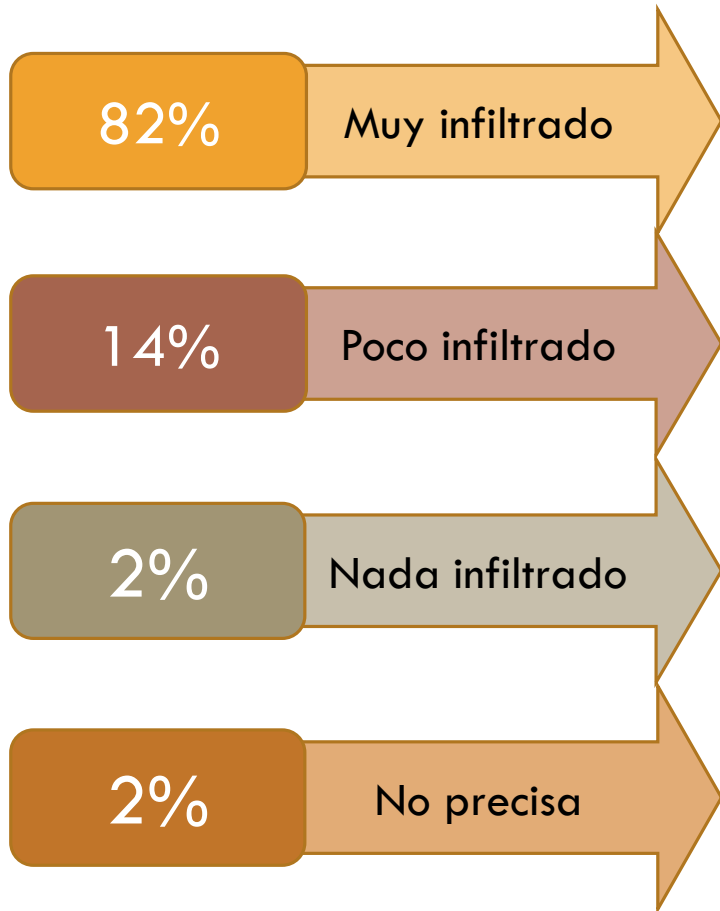 82% Muy infiltrado
14% Poco infiltrado
2% Nada infiltrado
2% No precisa